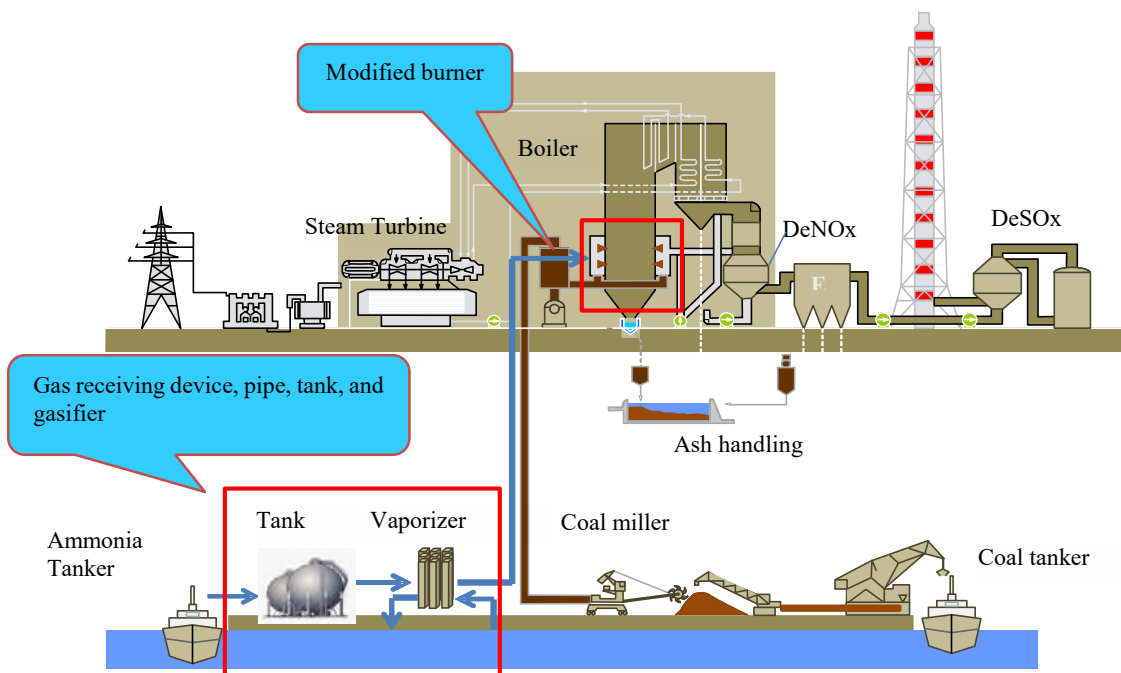 Modified burner
Boiler
Steam Turbine
DeNOx
DeSOx
E
Gas receiving device, pipe, tank, and
gasifier
Ash handling
Tank
Vaporizer
Coal miller
Ammonia
Tanker
Coal tanker